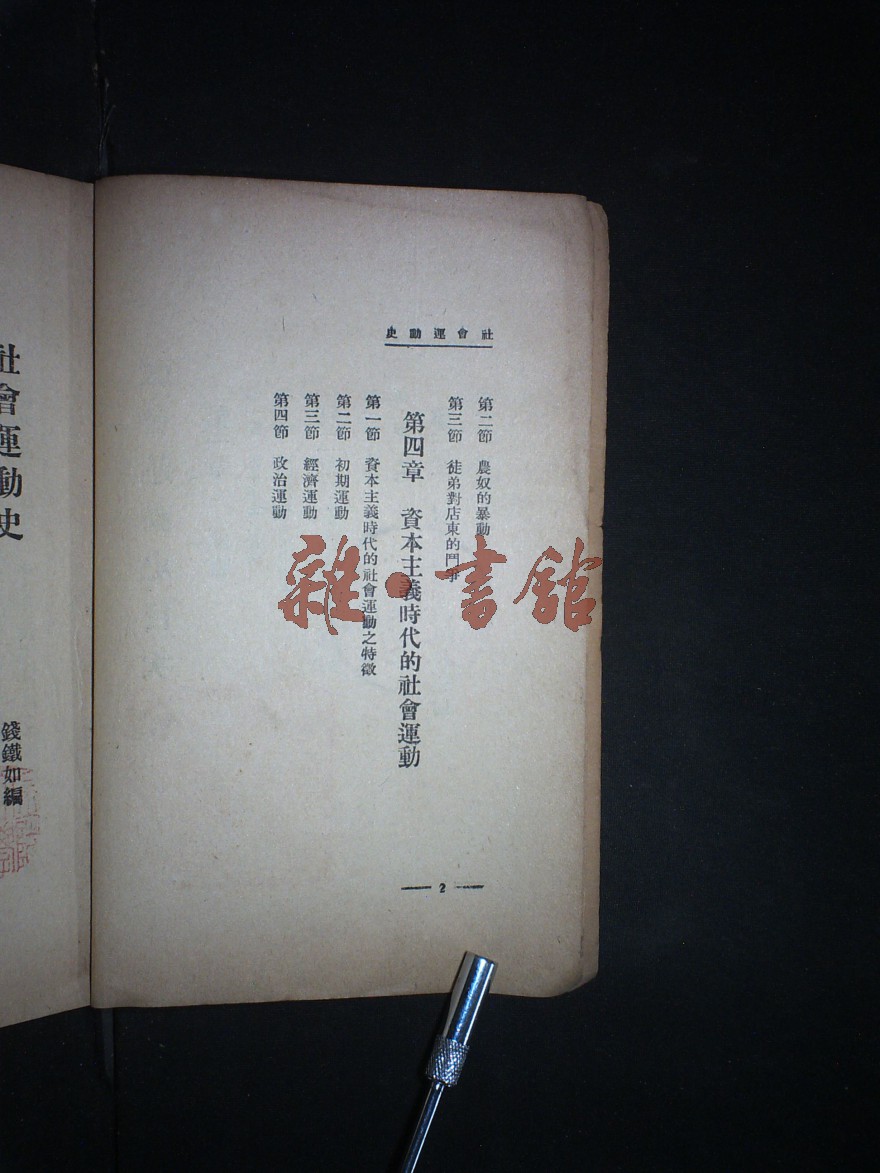 社會運動史
第二節　農奴的暴動
第三節　徒弟對店東的鬥爭
第四章　資本主義時代的社會運動
第一節　資本主義時代的社會運動之特徵
第二節　初期運動
第三節　經濟運動
第四節　政治運動
2
社會運動史
錢鐵如編
雜·書館